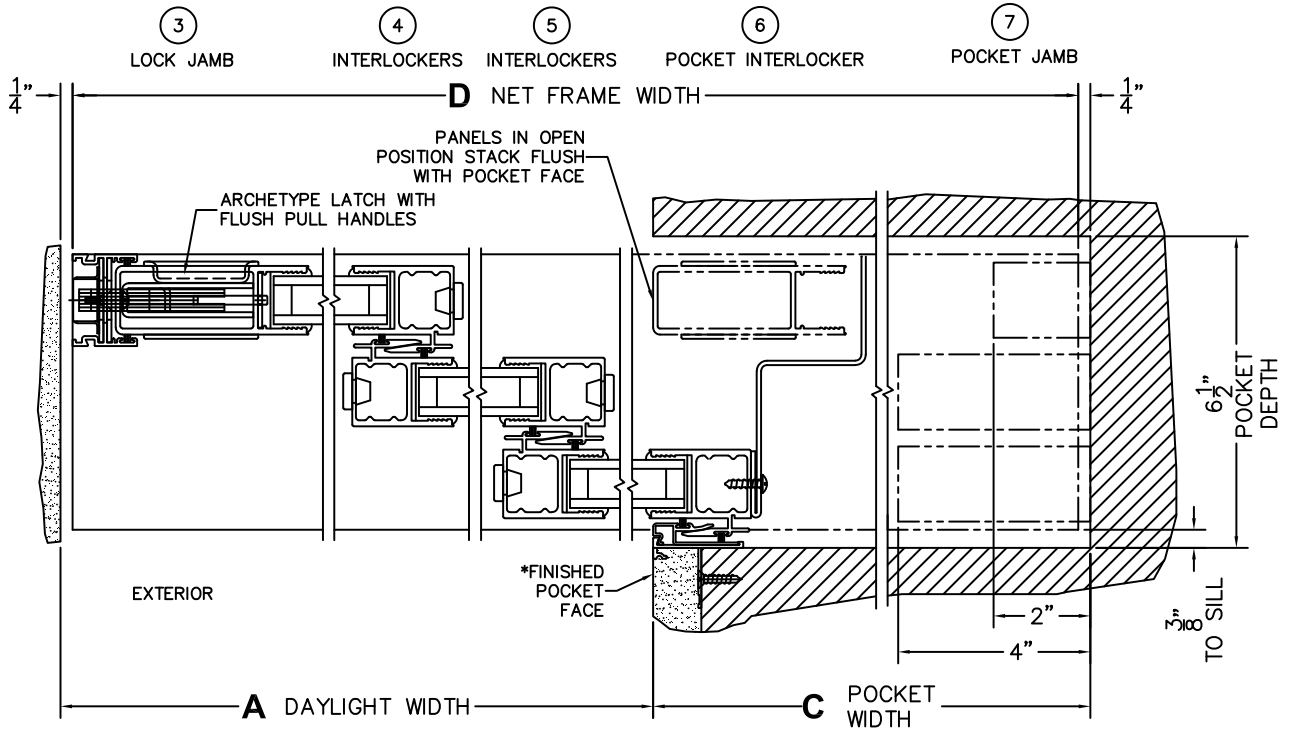 3
LOCK JAMB
4
INTERLOCKERS
5
INTERLOCKERS
6
POCKET INTERLOCKER
7
POCKET JAMB
1/4"
D NET FRAME WIDTH
1/4"
PANELS IN OPEN
POSITION STACK FLUSH
WITH POCKET FACE
ARCHETYPE LATCH WITH
FLUSH PULL HANDLES
6 1/2"
POCKET
DEPTH
*FINISHED
POCKET
FACE
EXTERIOR
3/8"
TO SILL
2"
4"
A DAYLIGHT WIDTH
C POCKET
WIDTH